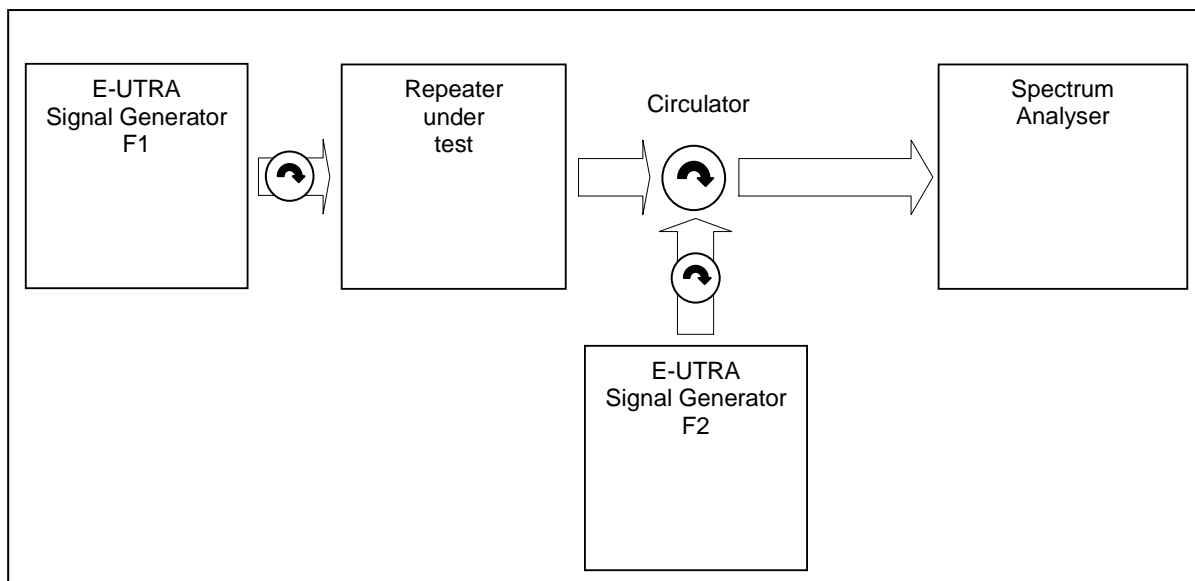 E-UTRA
Signal Generator
F1
Repeater
under
test
Circulator
Spectrum
Analyser
E-UTRA
Signal Generator
F2